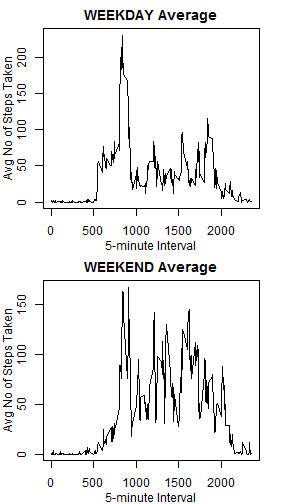 WEEKDAY Average
Avg No of Steps Taken
200
150
100
50
0
0 500 1000 1500 2000
5-minute Interval
WEEKEND Average
Avg No of Steps Taken
150
100
50
0
0 500 1000 1500 2000
5-minute Interval